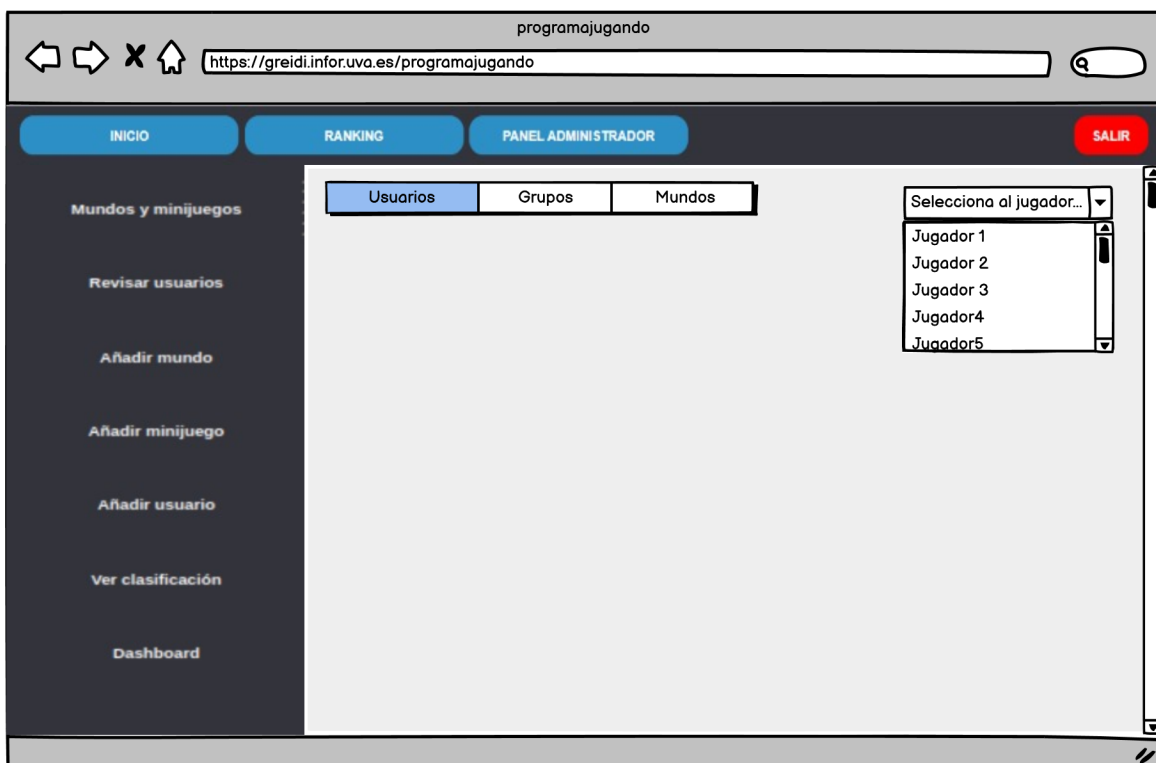 programajugando
https://greidi.infor.uva.es/programajugando
INICIO
RANKING
PANEL ADMINISTRADOR
SALIR
Mundos y minijuegos
Revisar usuarios
Añadir mundo
Añadir minijuego
Añadir usuario
Ver clasificación
Dashboard
Usuarios
Grupos
Mundos
Selecciona al jugador...
Jugador 1
Jugador 2
Jugador 3
Jugador4
Jugador5